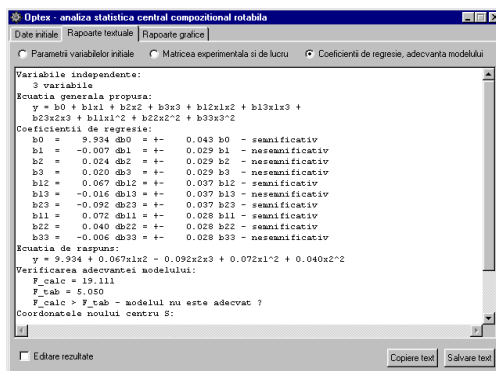 Optex - analiza statistica central compozitional rotabila
Date initiale Rapoarte textuale Rapoarte grafice
Parametrii variabilelor initiale Matricea experimentala si de lucru Coeficientii de regresie, adecvanta modelului
Variabile independente:
3 variabile
Ecuatia generala propusa:
y = b0 + b1x1 + b2x2 + b3x3 + b12x1x2 + b13x1x3 +
b23x2x3 + b11x1^2 + b22x2^2 + b33x3^2
Coeficientii de regresie:
b0 = 9.934 db0 = +- 0.043 b0 - semnificativ
b1 = -0.007 db1 = +- 0.029 b1 - nesemnificativ
b2 = 0.024 db2 = +- 0.029 b2 - nesemnificativ
b3 = 0.020 db3 = +- 0.029 b3 - nesemnificativ
b12 = 0.067 db12 = +- 0.037 b12 - semnificativ
b13 = -0.016 db13 = +- 0.037 b13 - nesemnificativ
b23 = -0.092 db23 = +- 0.037 b23 - semnificativ
b11 = 0.072 db11 = +- 0.028 b11 - semnificativ
b22 = 0.040 db22 = +- 0.028 b22 - semnificativ
b33 = -0.006 db33 = +- 0.028 b33 - nesemnificativ
Ecuatia de raspuns:
y = 9.934 + 0.067x1x2 - 0.092x2x3 + 0.072x1^2 + 0.040x2^2
Verificarea adecvantei modelului:
F_calc = 19.111
F_tab = 5.050
F_calc > F_tab - modelul nu este adecvat ?
Coordonatele noului centru S:
Editare rezultate Copiere text Salvare text